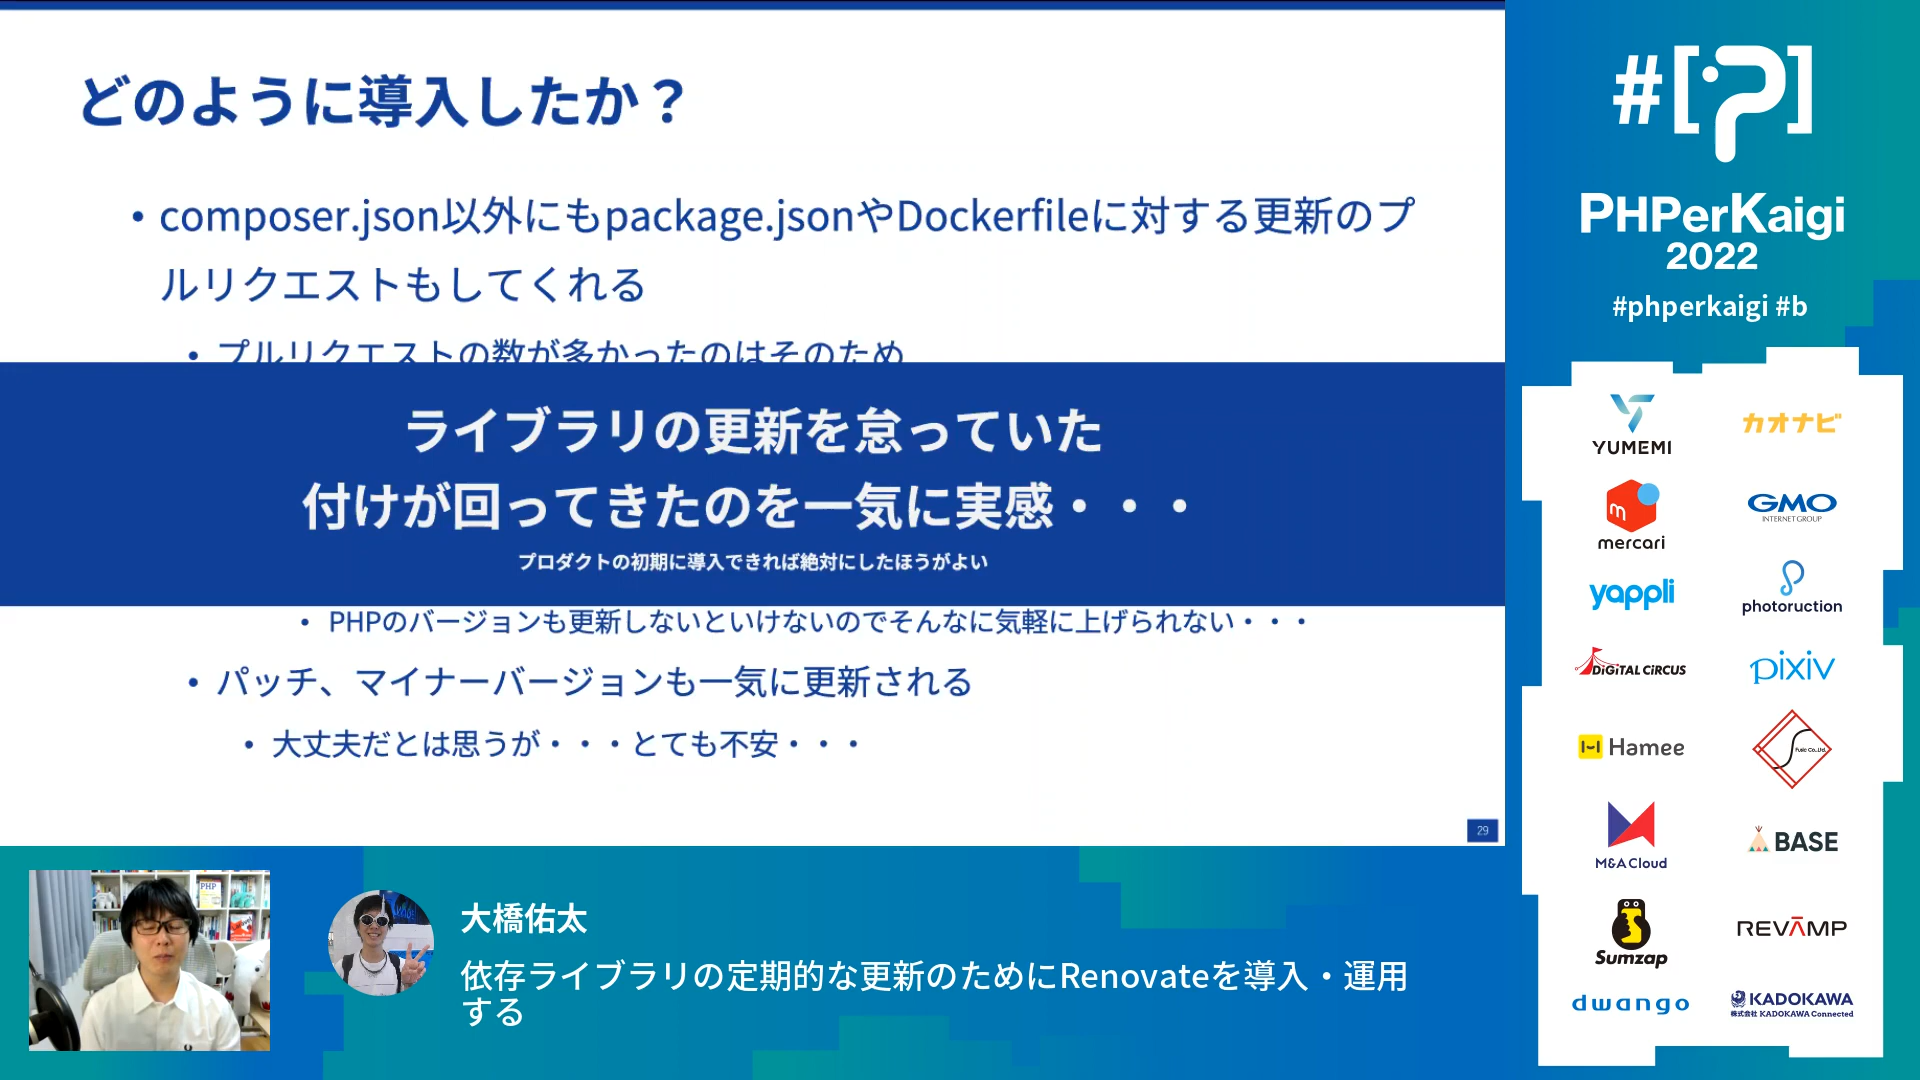 どのように導入したか？
• composer.json以外にもpackage.jsonやDockerfileに対する更新のプ
ルリクエストもしてくれる
• プルリクエストの数が多かったのはそのため
ライブラリの更新を怠っていた
付けが回ってきたのを一気に実感・・・
プロダクトの初期に導入できれば絶対にしたほうがよい
• PHPのバージョンも更新しないといけないのでそんなに気軽に上げられない・・・
• パッチ、マイナーバージョンも一気に更新される
• 大丈夫だとは思うが・・・とても不安・・・
29
大橋佑太
依存ライブラリの定期的な更新のためにRenovateを導入・運用
する
#[?]
PHPerKaigi
2022
#phperkaigi #b
YUMEMI
カオナビ
mercari
GMO
INTERNET GROUP
yappli
photoruction
DiGiTAL CiRCUS
pixiv
Hamee
Fusic Co.,Ltd.
M&A Cloud
BASE
Sumzap
REVAMP
dwango
KADOKAWA
株式会社 KADOKAWA Connected
PHP